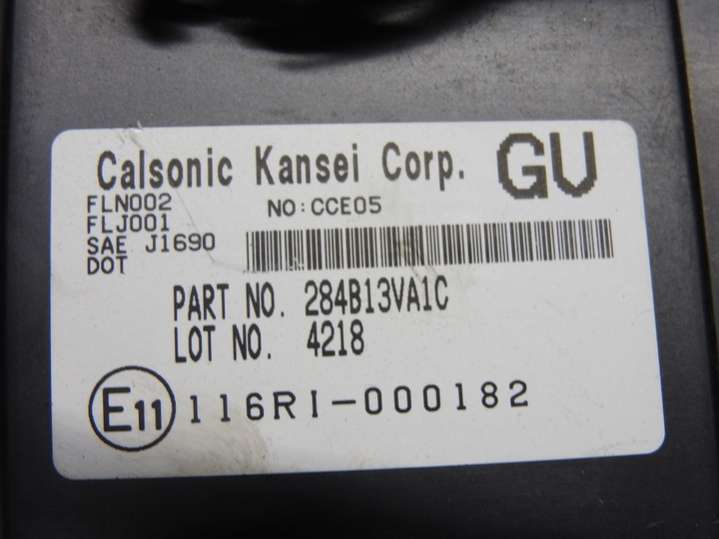 Calsonic Kansei Corp. GU
FLN002 NO:CCE05
FLJ001
SAE J1690
DOT
PART NO. 284B13VA1C
LOT NO. 4218
E11 116RI-000182